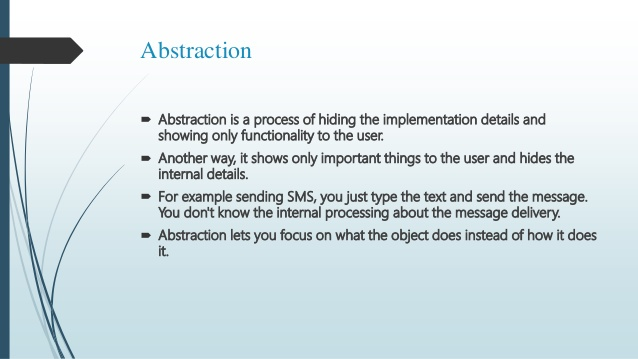 Abstraction
Abstraction is a process of hiding the implementation details and
showing only functionality to the user.
Another way, it shows only important things to the user and hides the
internal details.
For example sending SMS, you just type the text and send the message.
You don't know the internal processing about the message delivery.
Abstraction lets you focus on what the object does instead of how it does
it.